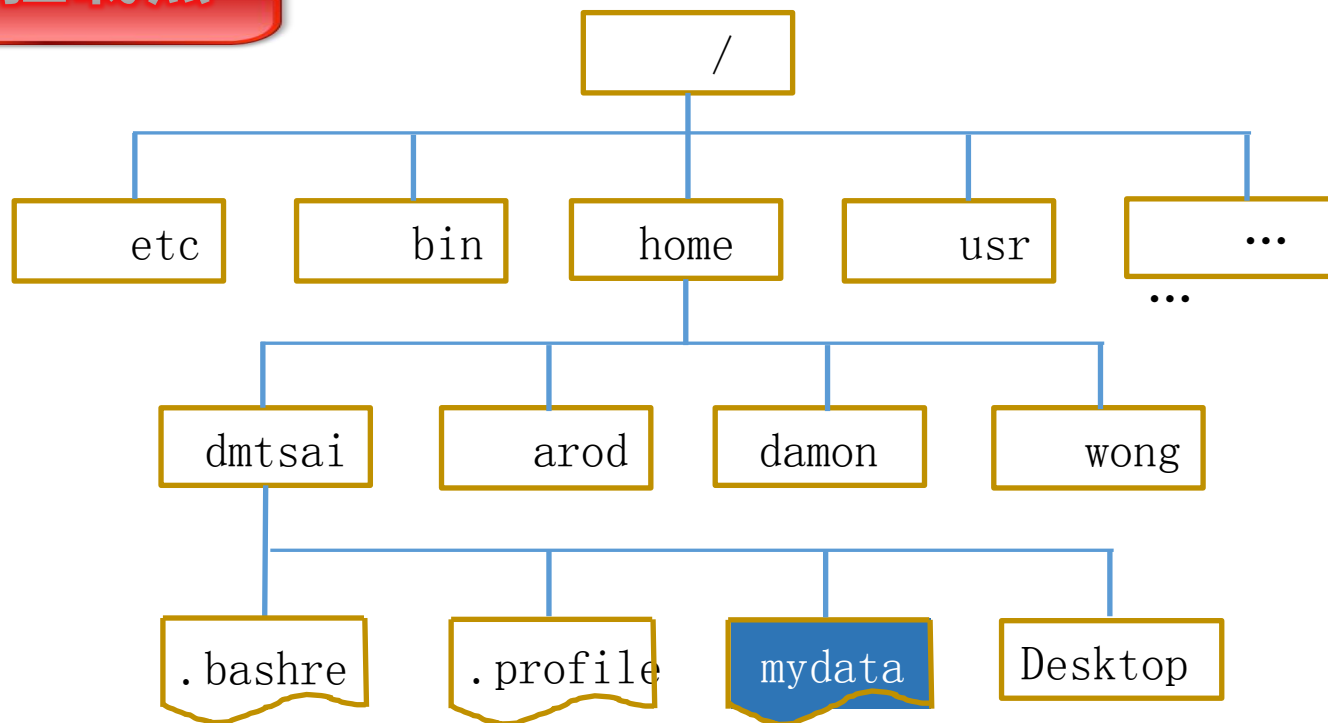 /
etc
bin
home
usr
…
…
dmtsai
arod
damon
wong
.bashre
.profile
mydata
Desktop